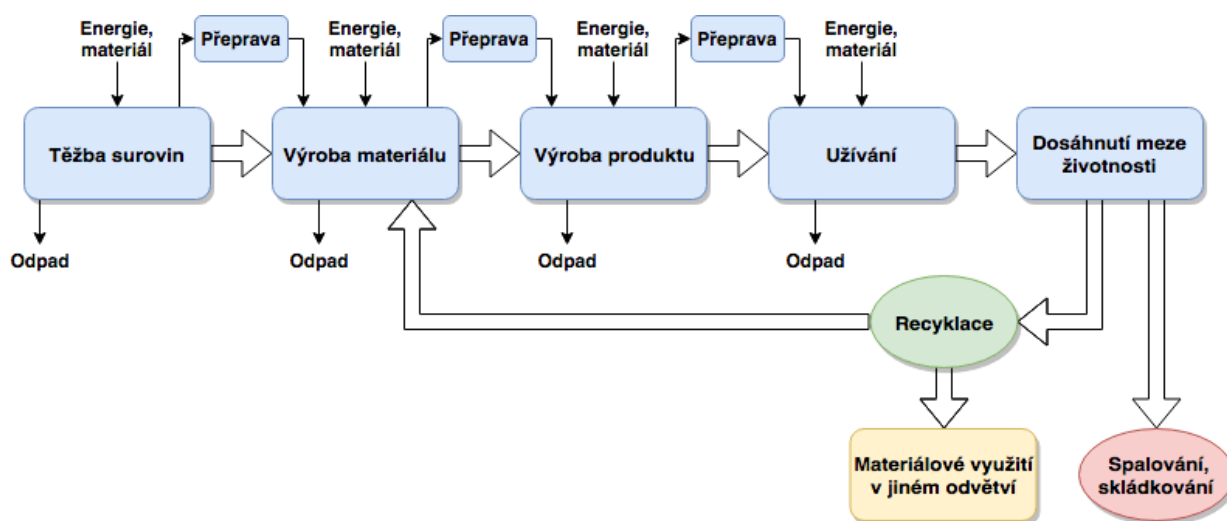 Energie,
materiál
Přeprava
Energie,
materiál
Přeprava
Energie,
materiál
Přeprava
Energie,
materiál
Těžba surovin
Výroba materiálu
Výroba produktu
Užívání
Dosáhnutí meze
životnosti
Odpad
Odpad
Odpad
Odpad
Recyklace
Materiálové využití
v jiném odvětví
Spalování,
skládkování